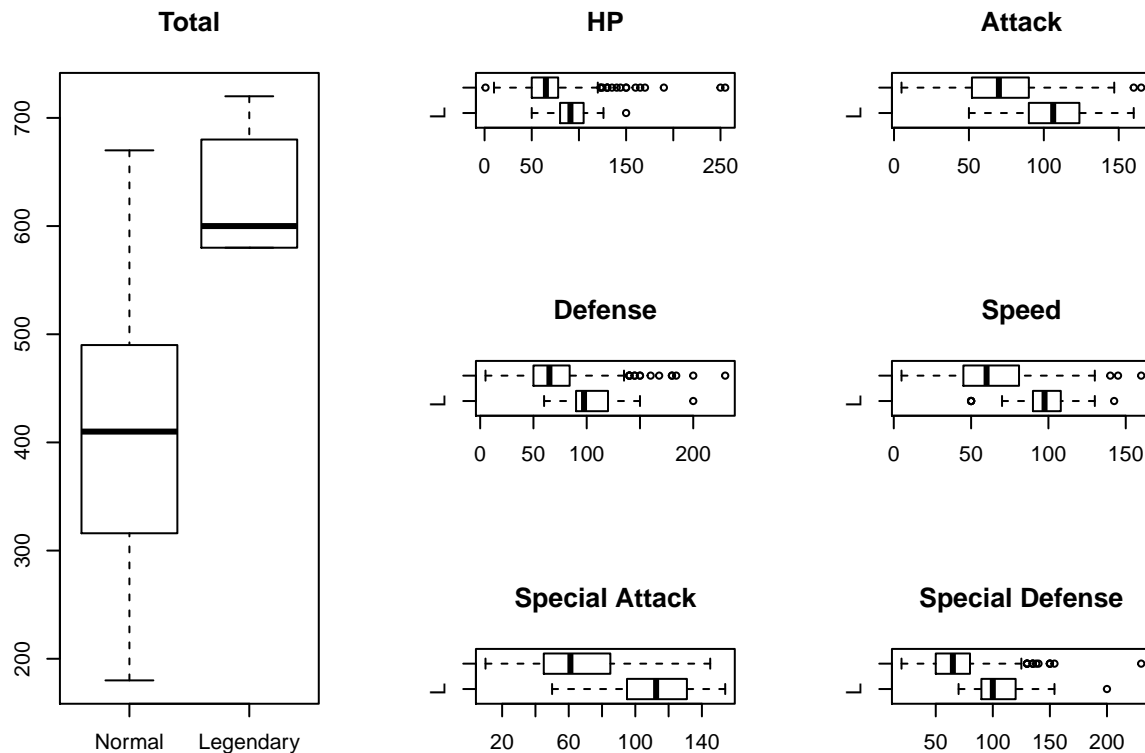 Total
700
600
500
400
300
200
Normal Legendary
HP
L
0 50 150 250
Attack
L
0 50 100 150
Defense
L
0 50 100 200
Speed
L
0 50 100 150
Special Attack
L
20 60 100 140
Special Defense
L
50 100 150 200